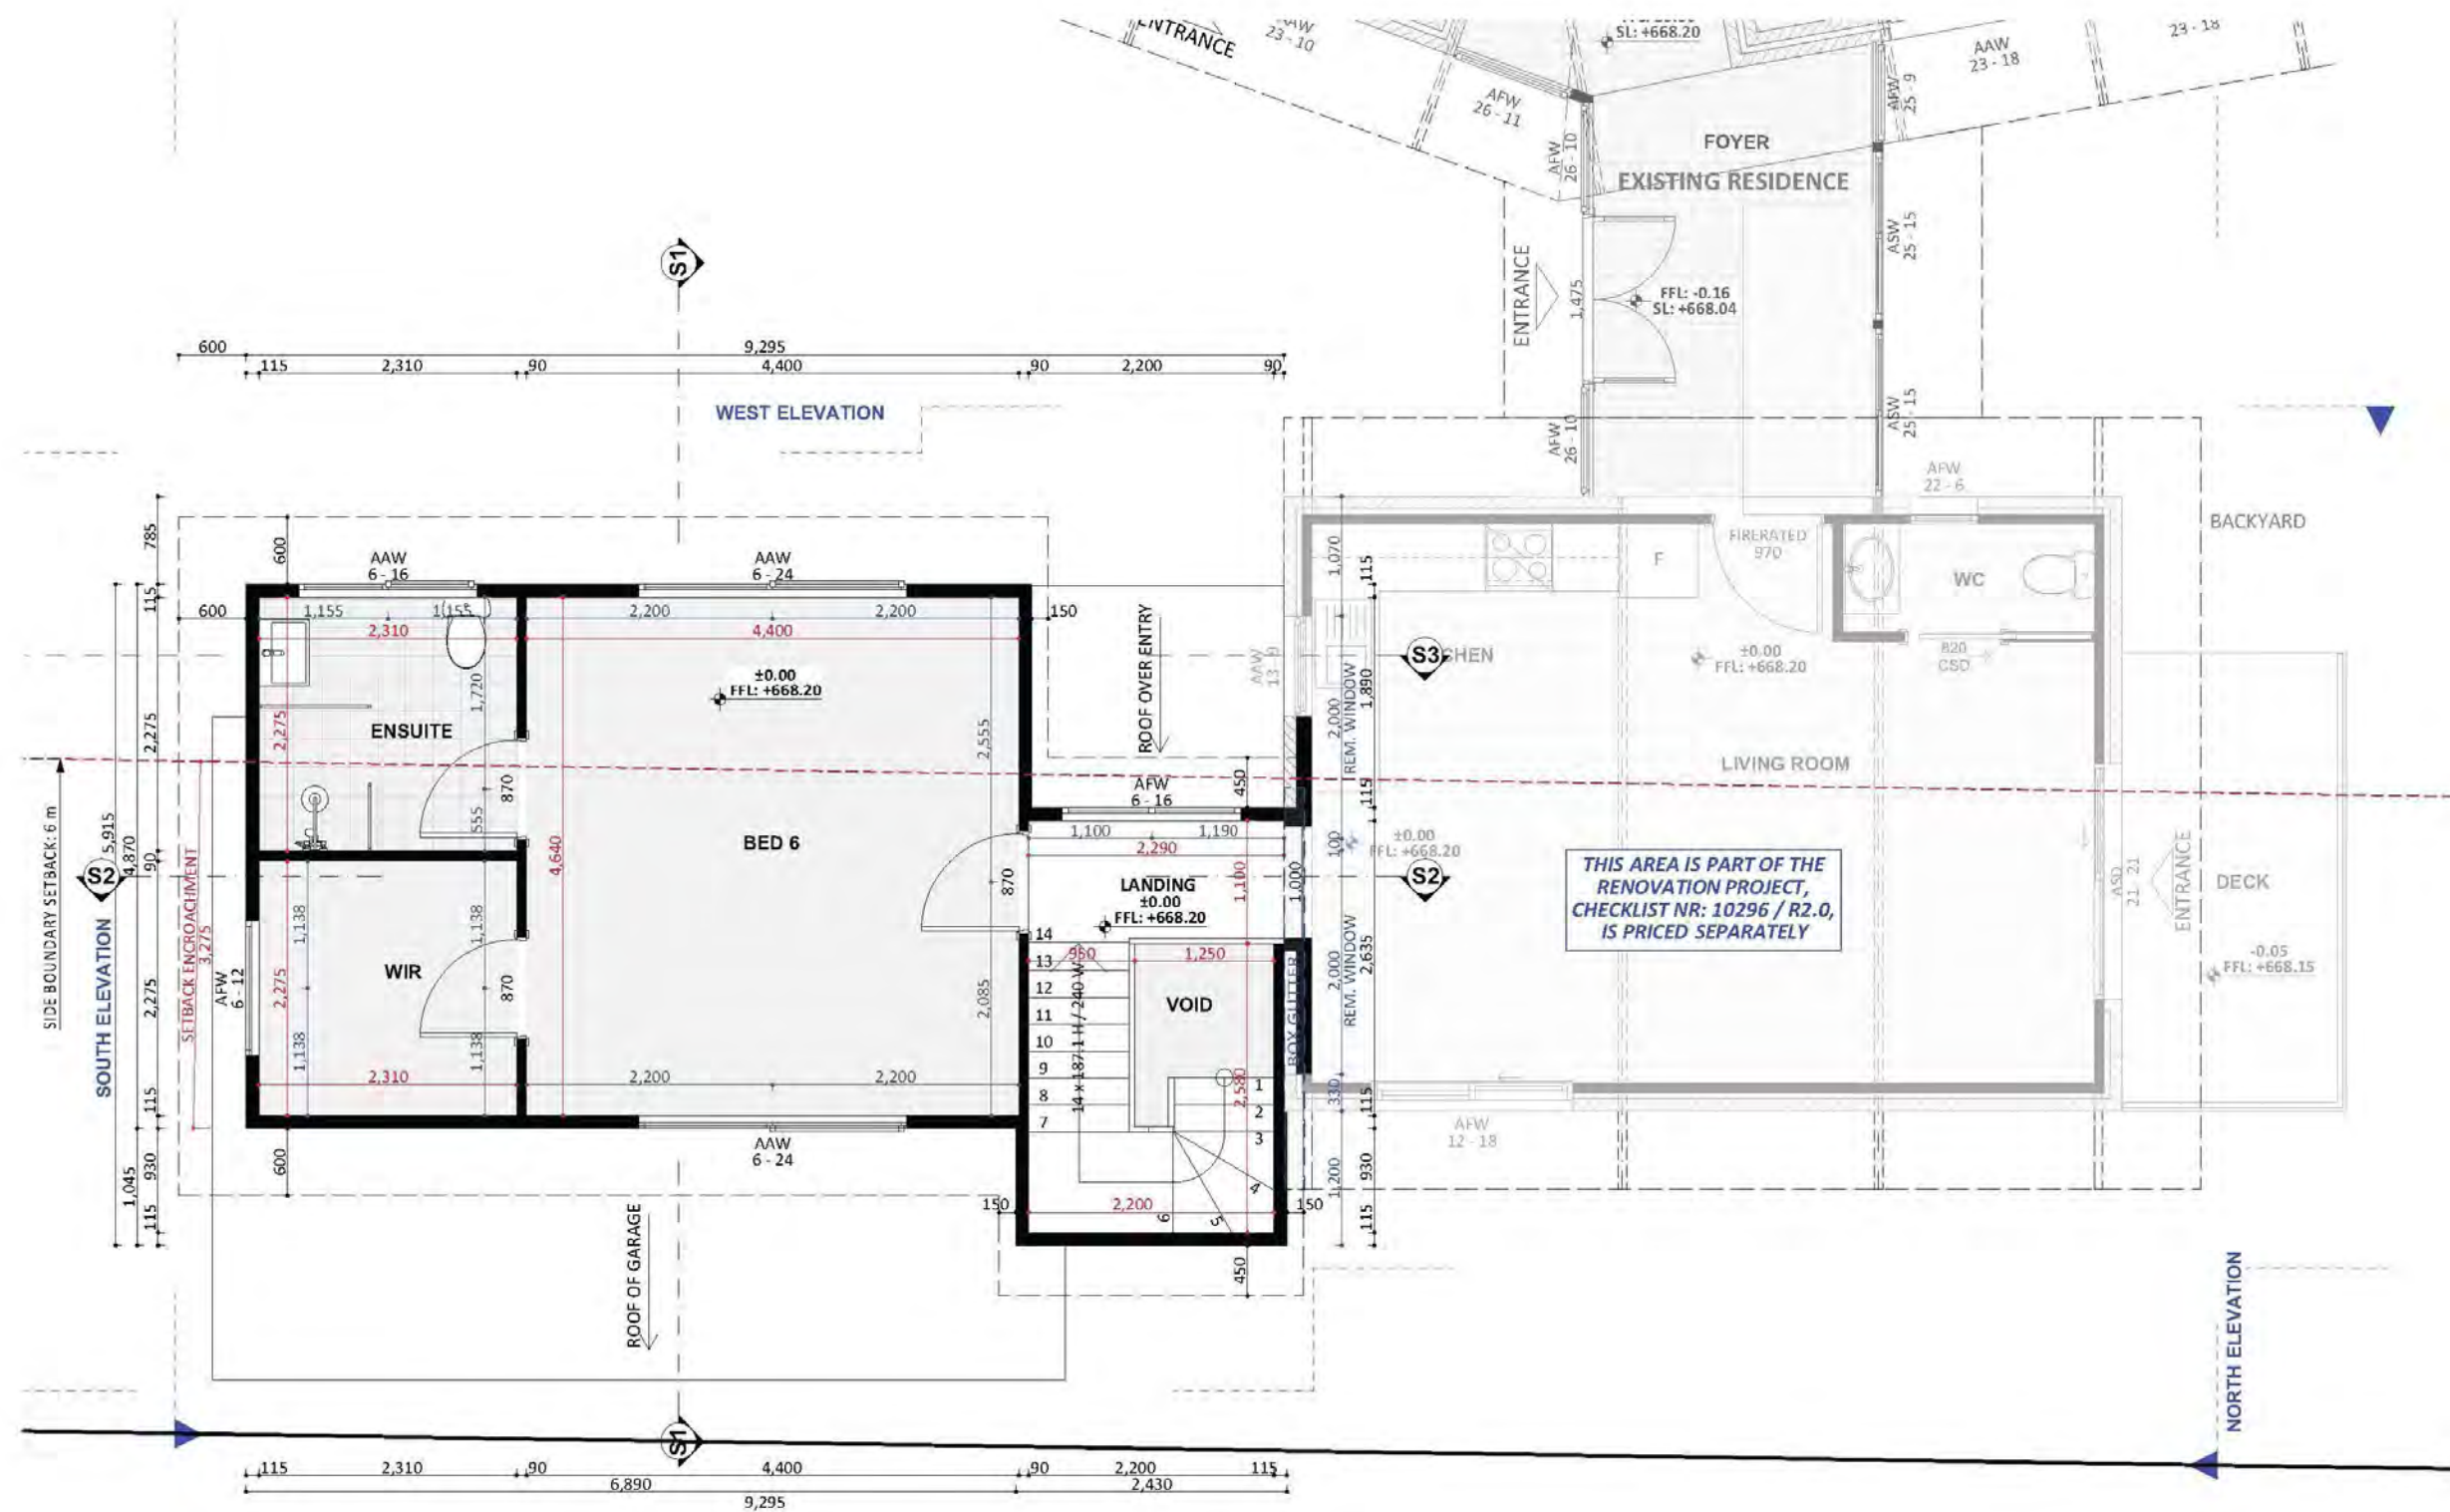 ENTRANCE
AAW
23 - 10
SL: +668.20
AAW
23 - 18
23 - 18
AFW
25 - 9
AFW
26 - 11
AFW
26 - 10
FOYER
EXISTING RESIDENCE
ASW
25 - 15
S1
ENTRANCE
1,475
FFL: -0.16
SL: +668.04
600
9,295
115
2,310
90
4,400
90
2,200
90
WEST ELEVATION
ASW
25 - 15
AFW
26 - 10
AFW
22 - 6
BACKYARD
785
600
AAW
6 - 16
AAW
6 - 24
1,070
115
F
FIRERATED
970
WC
115
600
1,155
1,155
2,200
2,200
150
2,310
4,400
ROOF OVER ENTRY
AAW
13 - 9
S3
CHEN
±0.00
FFL: +668.20
820
CSD
±0.00
FFL: +668.20
1,720
2,275
2,275
ENSUITE
2,555
2,000
REM. WINDOW
1,890
LIVING ROOM
870
555
450
AFW
6 - 16
115
SIDE BOUNDARY SETBACK: 6 m
5,915
4,870
90
S2
SETBACK ENCROACHMENT
3,275
4,640
BED 6
870
1,100
1,190
2,290
LANDING
±0.00
FFL: +668.20
1,100
1,000
100
±0.00
FFL: +668.20
S2
THIS AREA IS PART OF THE
RENOVATION PROJECT,
CHECKLIST NR: 10296 / R2.0,
IS PRICED SEPARATELY
ASD
21 21
ENTRANCE
DECK
-0.05
FFL: +668.15
SOUTH ELEVATION
2,275
AFW
6 - 12
2,275
1,138
1,138
WIR
870
1,138
1,138
2,310
2,200
2,200
2,085
14
13
12
11
10
9
8
7
950
1,250
14 x 187.1 H / 240 W
VOID
2,580
1
2
3
4
5
6
BOX GUTTER
2,000
REM. WINDOW
2,635
330
115
115
600
AAW
6 - 24
AFW
12 - 18
1,045
930
115
150
2,200
150
1,200
930
115
450
ROOF OF GARAGE
NORTH ELEVATION
S1
115
2,310
90
4,400
90
2,200
115
6,890
2,430
9,295